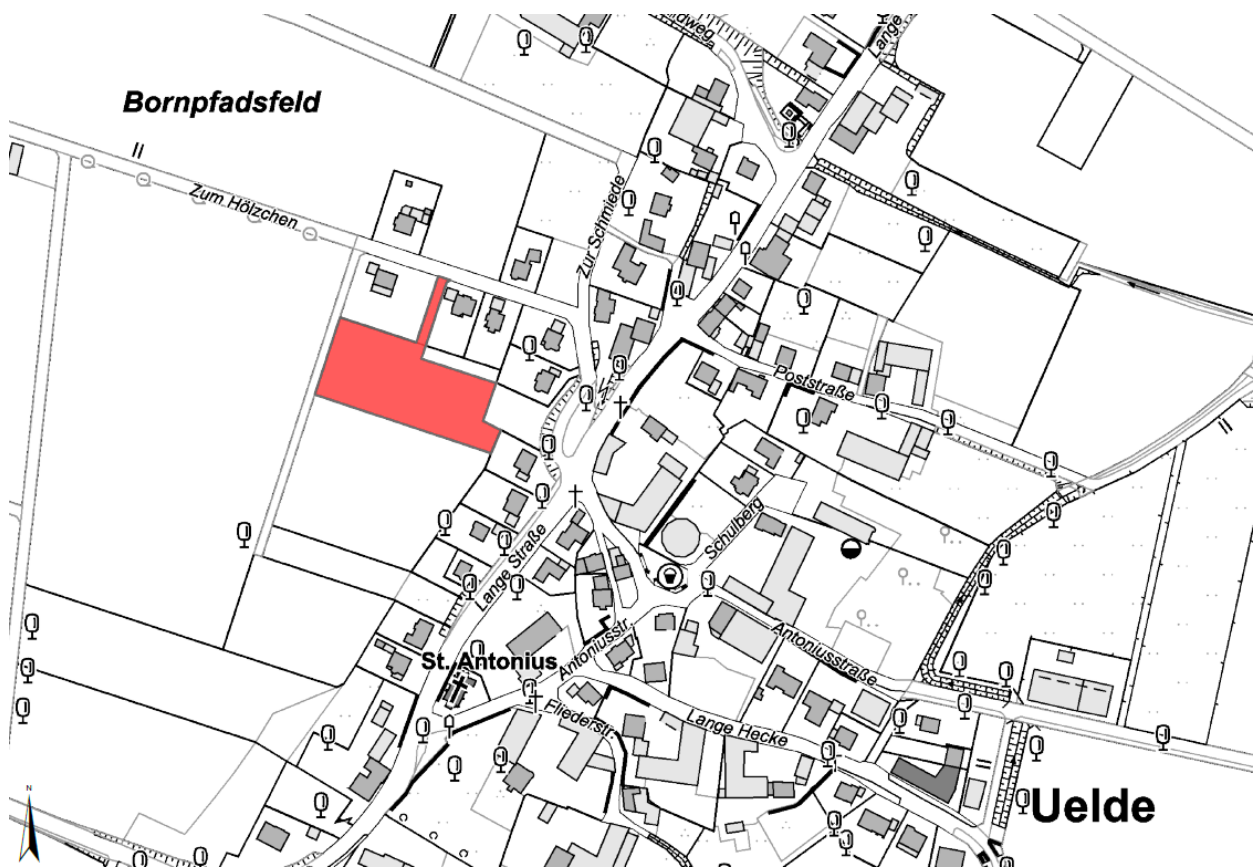 Bornpfadsfeld
Zum Hölzchen
Zur Schmiede
Poststraße
Schulberg
Lange Straße
St. Antonius
Antoniusstr.
Antoniusstraße
Fliederstr.
Lange Hecke
Uelde
N